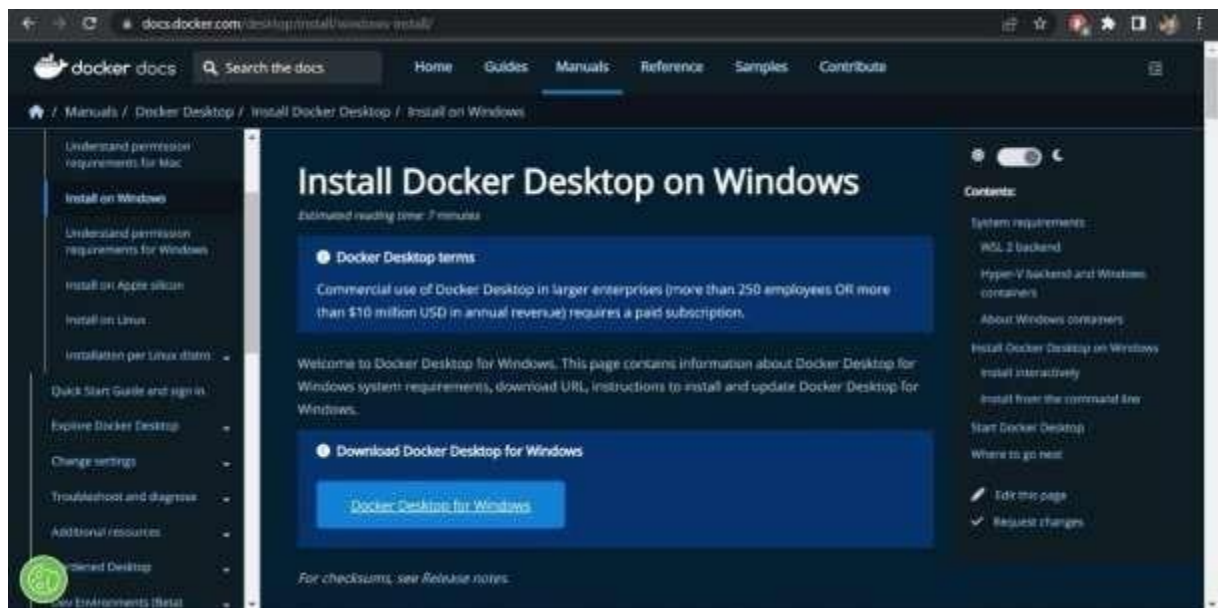 docs.docker.com/desktop/install/windows-install/
docker docs
Search the docs
Home
Guides
Manuals
Reference
Samples
Contribute
/ Manuals / Docker Desktop / Install Docker Desktop / Install on Windows
Understand permission
requirements for Mac
Install on Windows
Understand permission
requirements for Windows
Install on Apple silicon
Install on Linux
Installation per Linux distro
Quick Start Guide and sign in
Explore Docker Desktop
Change settings
Troubleshoot and diagnose
Additional resources
Desktop
Dev Environments (Beta)
Install Docker Desktop on Windows
Estimated reading time: 7 minutes
Docker Desktop terms
Commercial use of Docker Desktop in larger enterprises (more than 250 employees OR more
than $10 million USD in annual revenue) requires a paid subscription.
Welcome to Docker Desktop for Windows. This page contains information about Docker Desktop for
Windows system requirements, download URL, instructions to install and update Docker Desktop for
Windows.
Download Docker Desktop for Windows
Docker Desktop for Windows
For checksums, see Release notes.
Contents:
System requirements
WSL 2 backend
Hyper-V backend and Windows
containers
About Windows containers
Install Docker Desktop on Windows
Install interactively
Install from the command line
Start Docker Desktop
Where to go next
Edit this page
Request changes